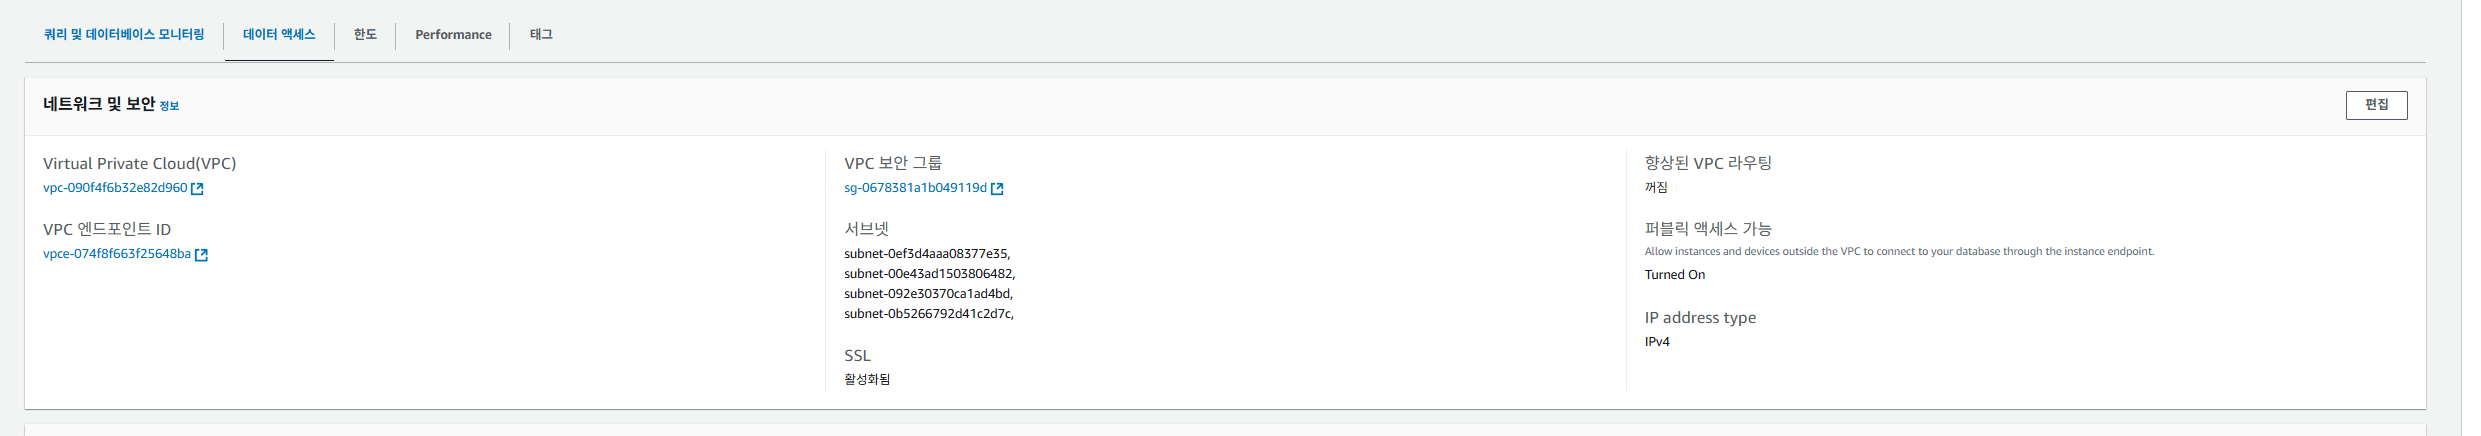 쿼리 및 데이터베이스 모니터링
데이터 액세스
한도
Performance
태그
네트워크 및 보안 정보
편집
Virtual Private Cloud(VPC)
vpc-090f4f6b32e82d960
VPC 엔드포인트 ID
vpce-074f8f663f25648ba
VPC 보안 그룹
sg-0678381a1b049119d
서브넷
subnet-0ef3d4aaa08377e35,
subnet-00e43ad1503806482,
subnet-092e30370ca1ad4bd,
subnet-0b5266792d41c2d7c,
SSL
활성화됨
향상된 VPC 라우팅
꺼짐
퍼블릭 액세스 가능
Allow instances and devices outside the VPC to connect to your database through the instance endpoint.
Turned On
IP address type
IPv4